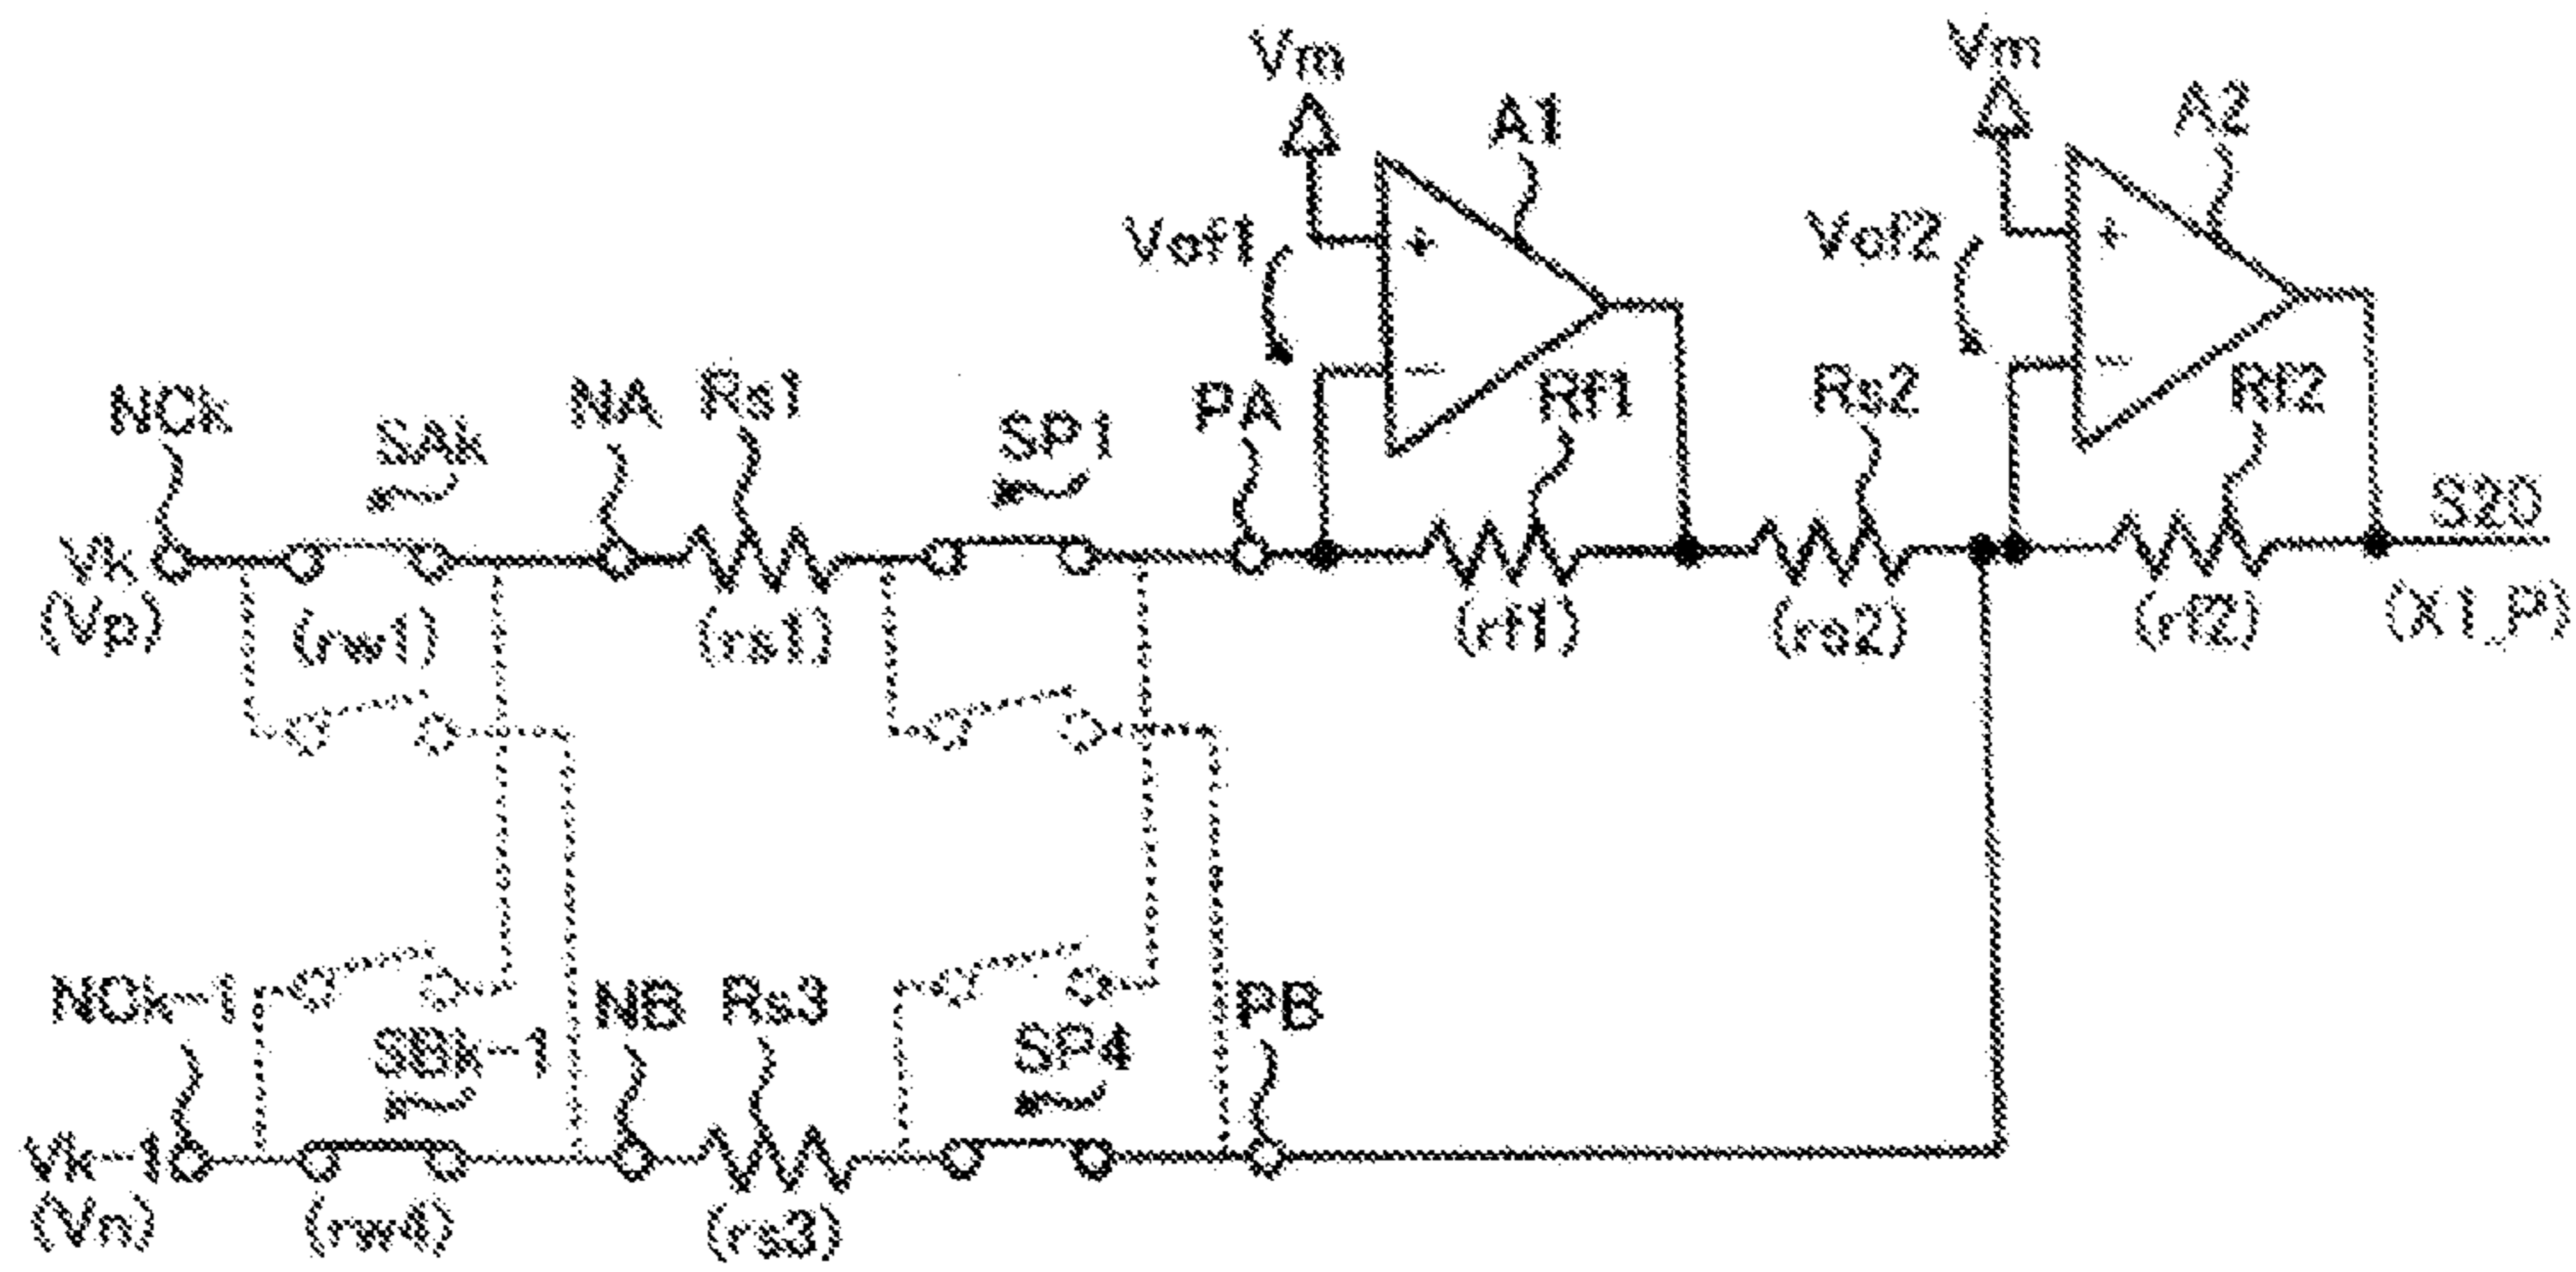 Vm
Vm
A1
A2
Vof1
Vof2
+
+
−
−
NCk
SAk
NA
Rs1
SP1
PA
Rf1
Rs2
Rf2
S20
Vk
(Vp)
(rw1)
(rs1)
(rf1)
(rs2)
(rf2)
(X1_P)
NCk-1
SBk-1
NB
Rs3
SP4
PB
Vk-1
(Vn)
(rw4)
(rs3)